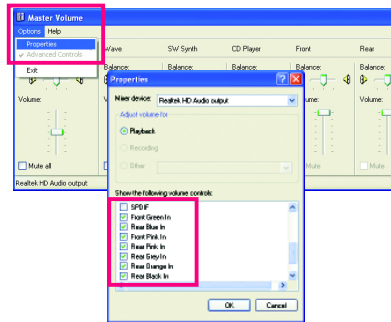 Master Volume
Options Help
Properties
Advanced Controls
Exit
Wave
SW Synth
CD Player
Front
Rear
Balance:
Balance:
Balance:
Balance:
Volume:
Mute all
Mute
Mute
Realtek HD Audio output
Properties
Mixer device: Realtek HD Audio output
Adjust volume for
Playback
Recording
Other
Show the following volume controls:
SPDIF
Front Green In
Rear Blue In
Front Pink In
Rear Pink In
Rear Grey In
Rear Orange In
Rear Black In
OK Cancel